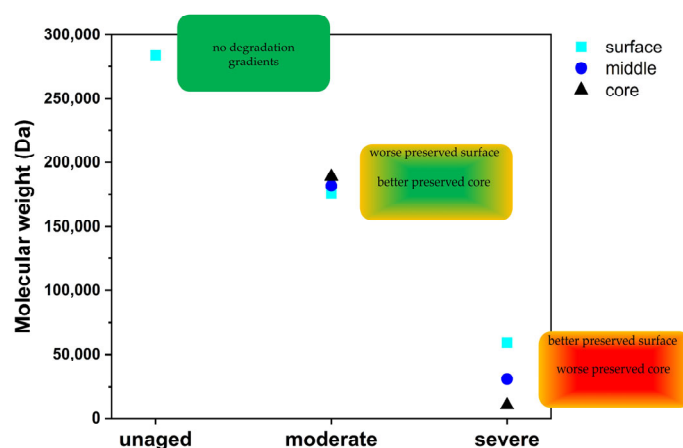 300,000
250,000
200,000
150,000
100,000
50,000
0
Molecular weight (Da)
unaged
moderate
severe
no degradation
gradients
worse preserved surface
better preserved core
better preserved surface
worse preserved core
surface
middle
core